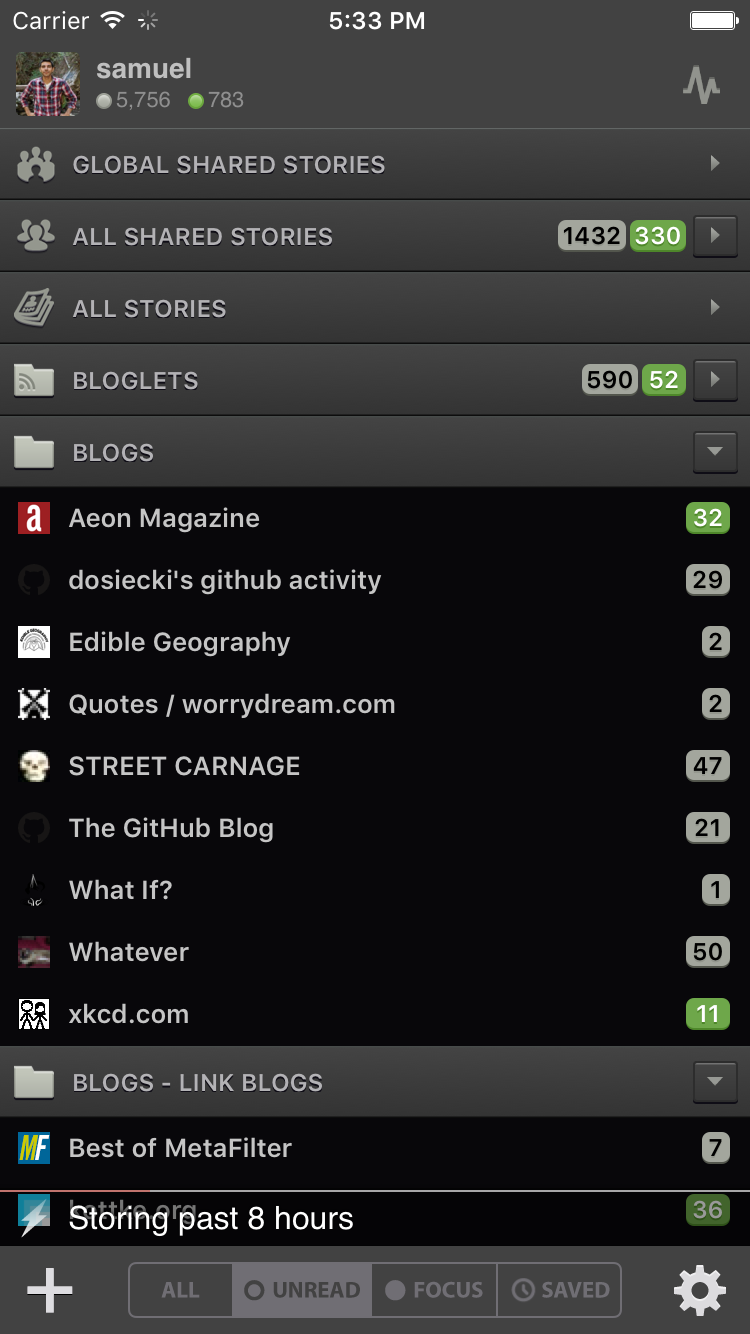 Carrier 5:33 PM
samuel
5,756 783
GLOBAL SHARED STORIES
ALL SHARED STORIES 1432 330
ALL STORIES
BLOGLETS 590 52
BLOGS
Aeon Magazine 32
dosiecki's github activity 29
Edible Geography 2
Quotes / worrydream.com 2
STREET CARNAGE 47
The GitHub Blog 21
What If? 1
Whatever 50
xkcd.com 11
BLOGS - LINK BLOGS
Best of MetaFilter 7
kottke.org 36
Storing past 8 hours
ALL UNREAD FOCUS SAVED